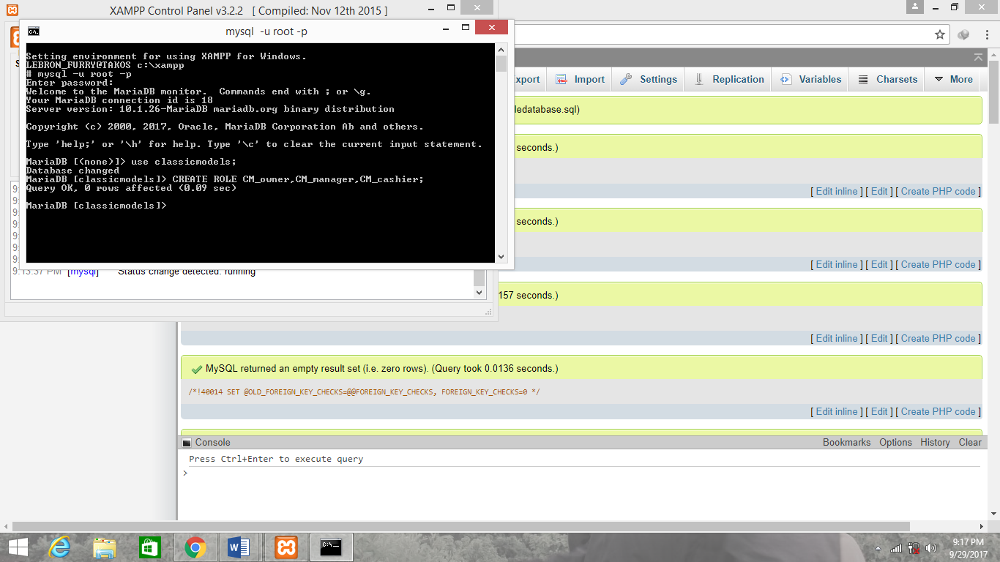 XAMPP Control Panel v3.2.2 [ Compiled: Nov 12th 2015 ]
mysql -u root -p
Setting environment for using XAMPP for Windows.
LEBRON_FURRY@TAKOS c:\xampp
# mysql -u root -p
Enter password:
Welcome to the MariaDB monitor. Commands end with ; or \g.
Your MariaDB connection id is 18
Server version: 10.1.26-MariaDB mariadb.org binary distribution
Copyright (c) 2000, 2017, Oracle, MariaDB Corporation Ab and others.
Type 'help;' or '\h' for help. Type '\c' to clear the current input statement.
MariaDB [(none)]> use classicmodels;
Database changed
MariaDB [classicmodels]> CREATE ROLE CM_owner,CM_manager,CM_cashier;
Query OK, 0 rows affected (0.09 sec)
MariaDB [classicmodels]>
9:13:37 PM [mysql] Status change detected: running
xport Import Settings Replication Variables Charsets More
ledatabase.sql)
seconds.)
[ Edit inline ] [ Edit ] [ Create PHP code ]
seconds.)
[ Edit inline ] [ Edit ] [ Create PHP code ]
157 seconds.)
[ Edit inline ] [ Edit ] [ Create PHP code ]
MySQL returned an empty result set (i.e. zero rows). (Query took 0.0136 seconds.)
/*!40014 SET @OLD_FOREIGN_KEY_CHECKS=@@FOREIGN_KEY_CHECKS, FOREIGN_KEY_CHECKS=0 */
[ Edit inline ] [ Edit ] [ Create PHP code ]
Console Bookmarks Options History Clear
Press Ctrl+Enter to execute query
>
9:17 PM
9/29/2017